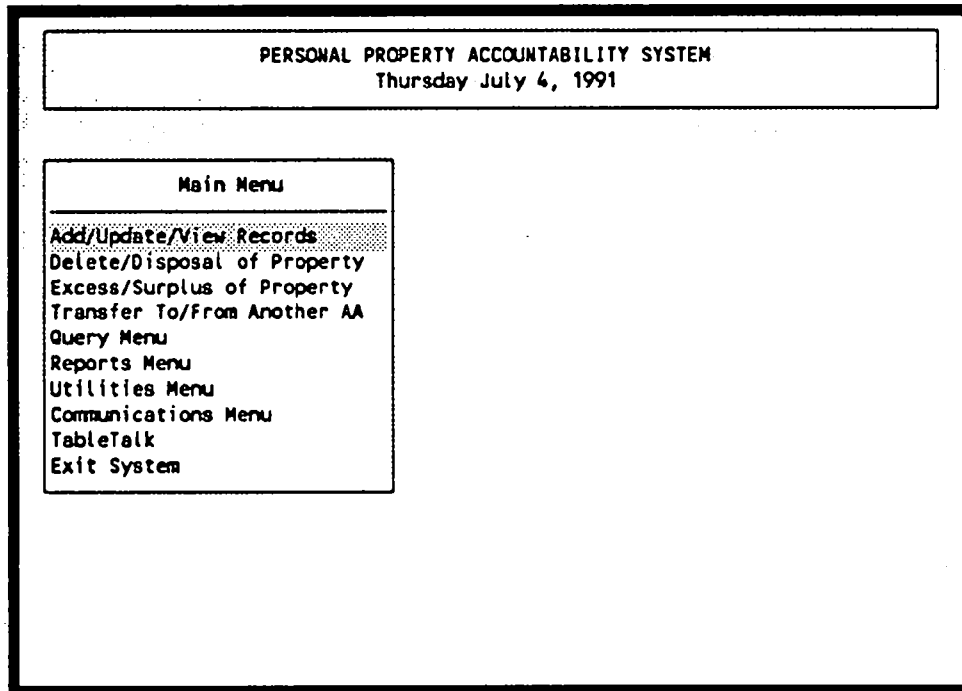 PERSONAL PROPERTY ACCOUNTABILITY SYSTEM
Thursday July 4, 1991
Main Menu
Add/Update/View Records
Delete/Disposal of Property
Excess/Surplus of Property
Transfer To/From Another AA
Query Menu
Reports Menu
Utilities Menu
Communications Menu
TableTalk
Exit System